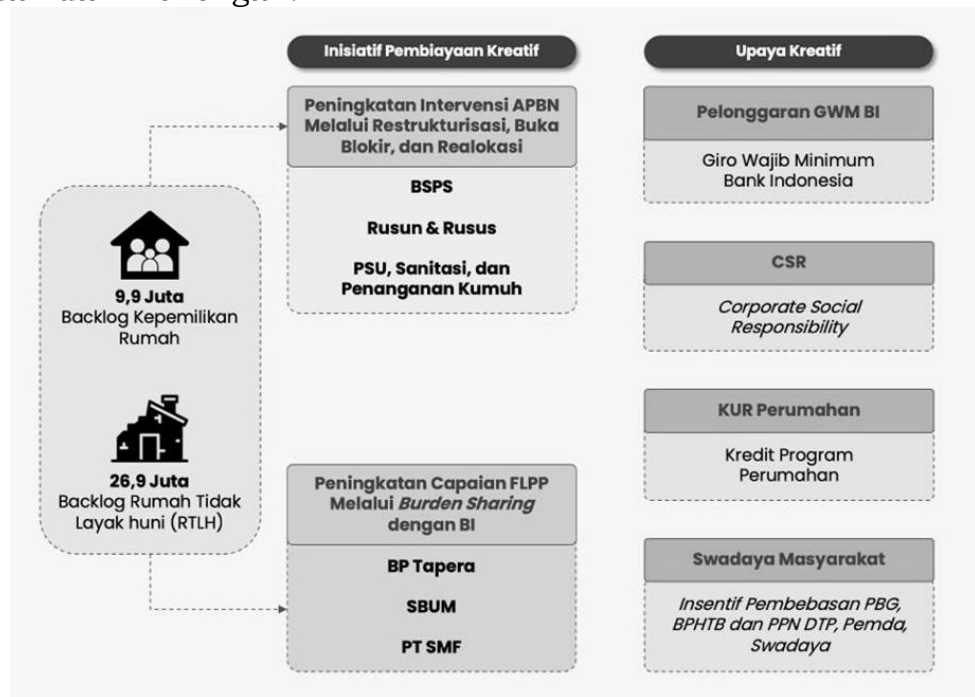 Inisiatif Pembiayaan Kreatif
Peningkatan Intervensi APBN
Melalui Restrukturisasi, Buka
Blokir, dan Realokasi
BSPS
Rusun & Rusus
PSU, Sanitasi, dan
Penanganan Kumuh
9,9 Juta
Backlog Kepemilikan
Rumah
26,9 Juta
Backlog Rumah Tidak
Layak huni (RTLH)
Peningkatan Capaian FLPP
Melalui Burden Sharing
dengan BI
BP Tapera
SBUM
PT SMF
Upaya Kreatif
Pelonggaran GWM BI
Giro Wajib Minimum
Bank Indonesia
CSR
Corporate Social
Responsibility
KUR Perumahan
Kredit Program
Perumahan
Swadaya Masyarakat
Insentif Pembebasan PBG,
BPHTB dan PPN DTP, Pemda,
Swadaya